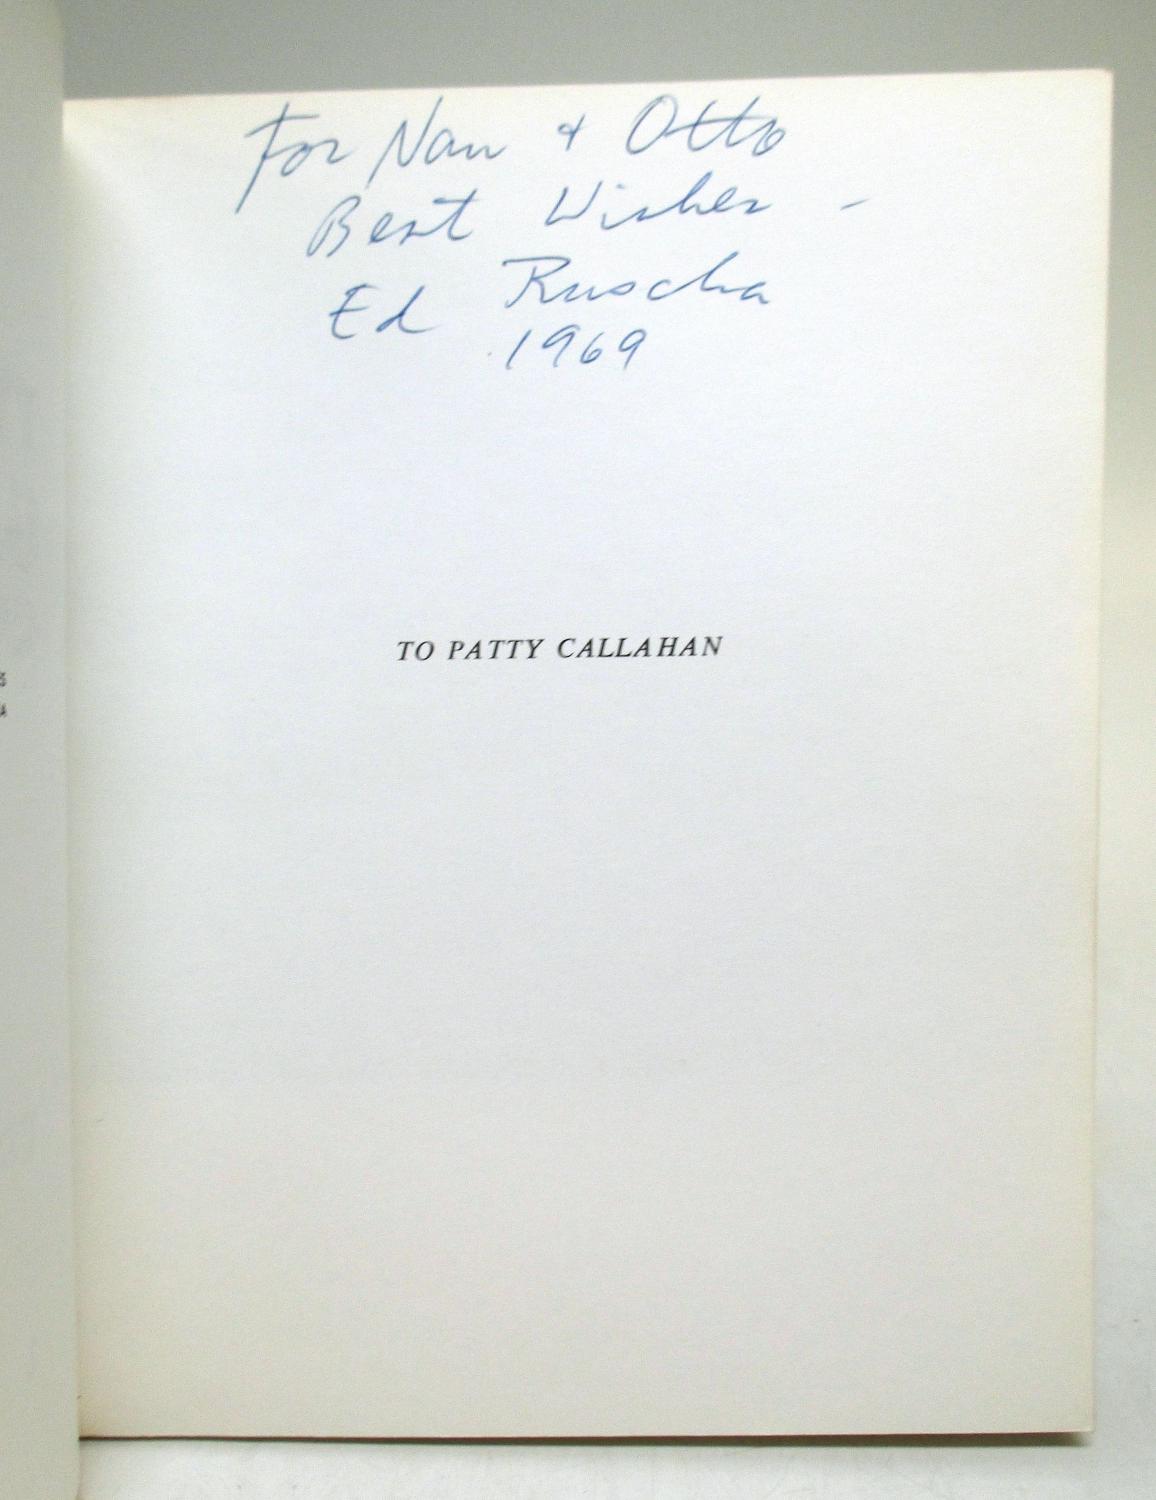 For Nan & Otto
Best Wishes -
Ed Ruscha
1969
TO PATTY CALLAHAN